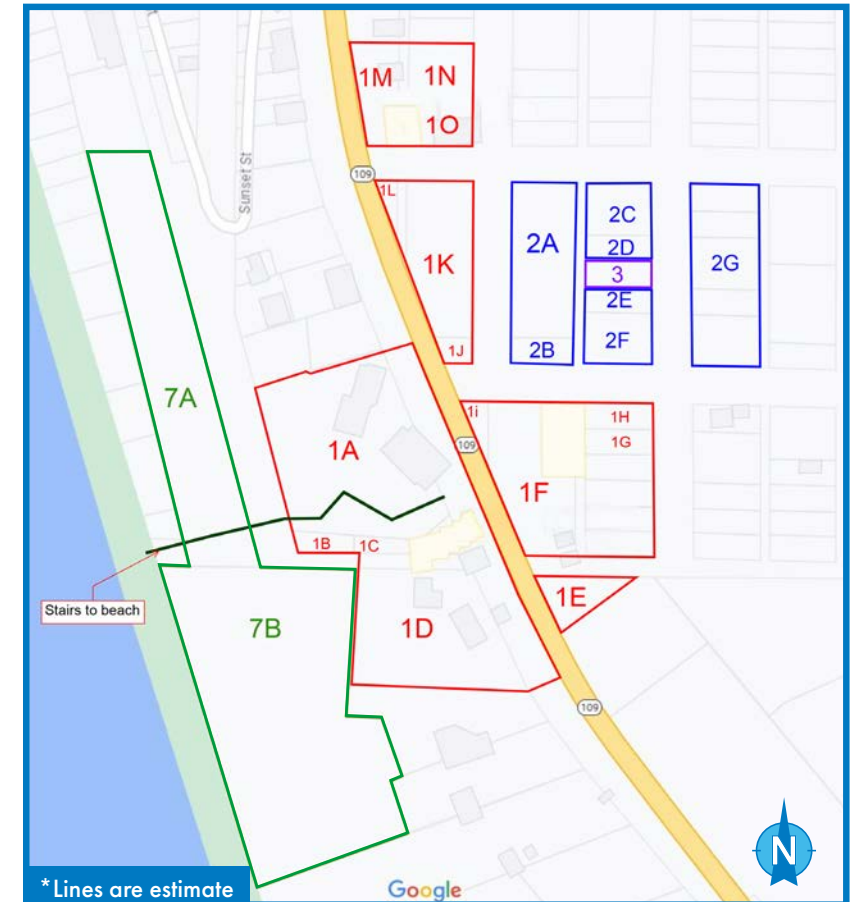 1M 1N
1O
Sunset St
109
1L
2C
2A
2D
1K
3
2G
2E
2F
1J
2B
7A
1i
1H
1G
109
1A
1F
1B
1C
Stairs to beach
1E
7B
1D
109
N
*Lines are estimate
Google